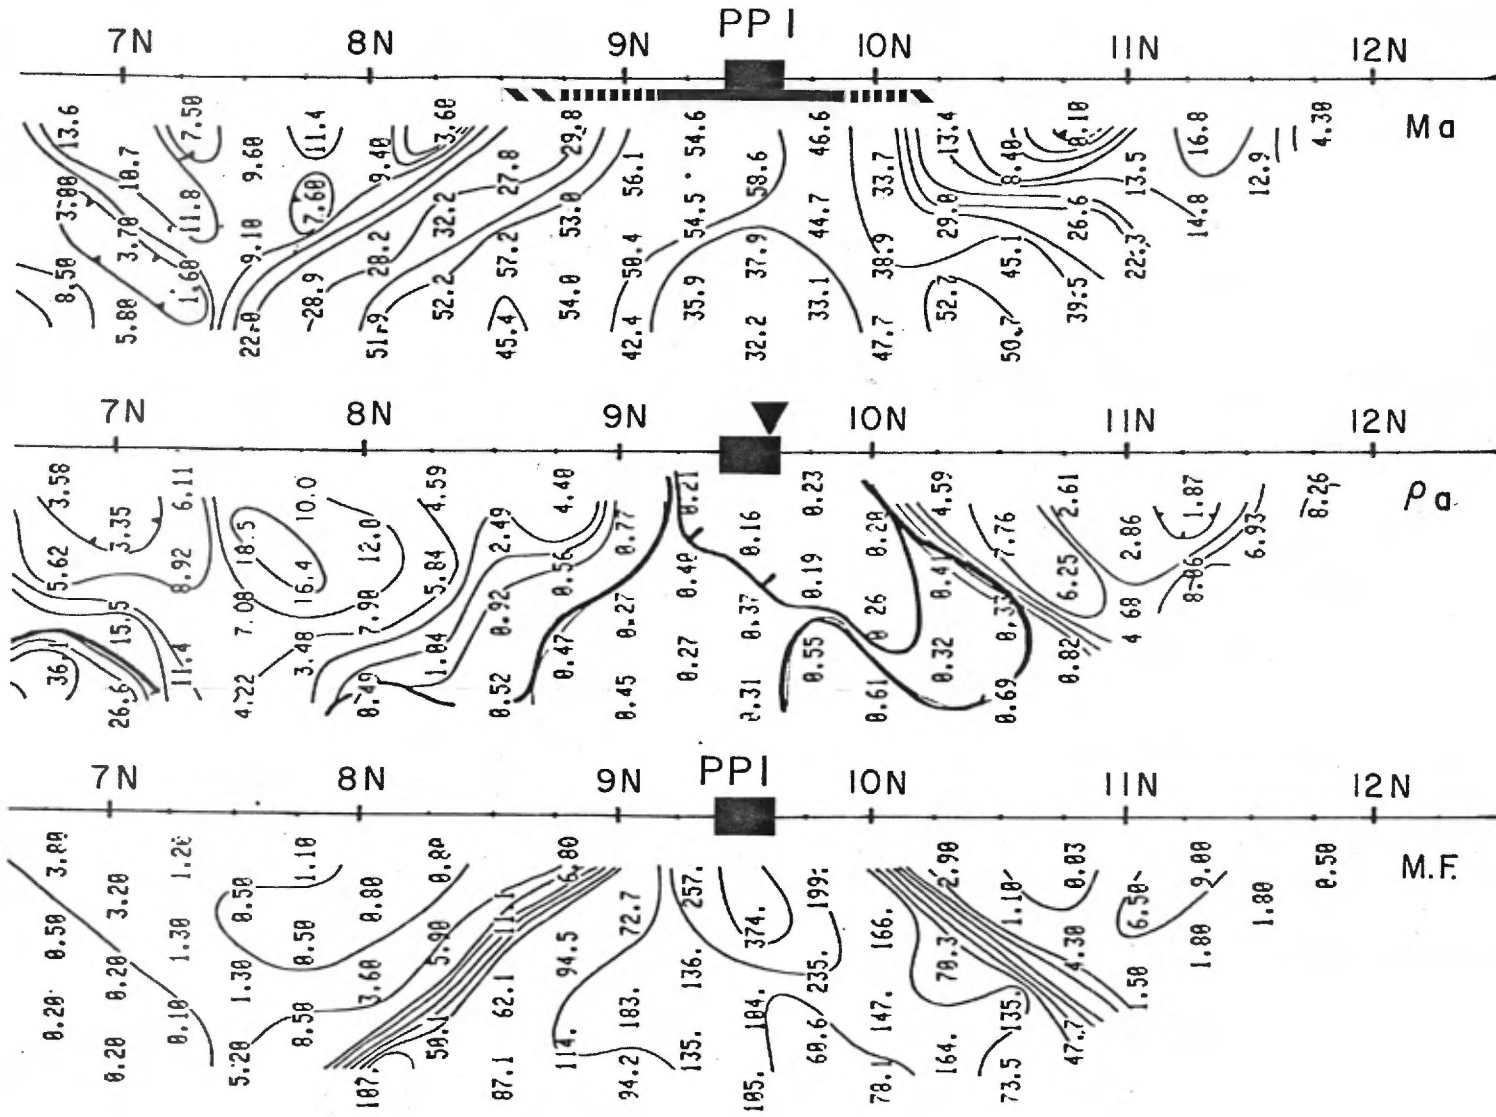 PP I
7N 8N 9N 10N 11N 12N
Ma
13.6 7.50 11.4 3.60 29.8 54.6 46.6 13.4 0.10 16.8 4.30
10.7 9.60 9.40 27.8 56.1 58.6 33.7 8.40 13.5 12.9
3.00 11.8 7.60 32.2 53.0 54.5 44.7 29.0 26.6 14.8
3.70 9.10 28.2 57.2 50.4 37.9 38.9 45.1 22.3
8.50 1.60 28.9 52.2 54.0 35.9 33.1 52.7 39.5
5.80 22.0 51.9 45.4 42.4 32.2 47.7 50.7
7N 8N 9N 10N 11N 12N
ρa
3.58 6.11 10.0 4.59 4.40 0.21 0.23 4.59 2.61 1.87 8.26
3.35 18.5 12.0 2.49 0.77 0.16 0.20 7.76 2.86 6.93
5.62 8.92 16.4 5.84 0.56 0.40 0.19 0.41 6.25 8.06
15.5 7.08 7.90 0.92 0.27 0.37 26 0.33 4 68
36.1 11.4 3.48 1.04 0.47 0.27 0.55 0.32 0.82
26.6 4.22 0.49 0.52 0.45 0.31 0.61 0.69
PPI
7N 8N 9N 10N 11N 12N
M.F.
3.80 1.20 1.10 0.80 6.80 257. 199. 2.90 0.03 9.00 0.50
3.20 0.50 0.80 11.1 72.7 374. 166. 1.10 6.50 1.80
0.50 1.30 0.50 5.90 94.5 136. 235. 70.3 4.30 1.80
0.20 1.30 3.60 62.1 183. 104. 147. 135. 1.50
0.20 0.10 8.50 50.1 114. 135. 60.6 164. 47.7
0.20 5.20 107. 87.1 94.2 105. 78.1 73.5